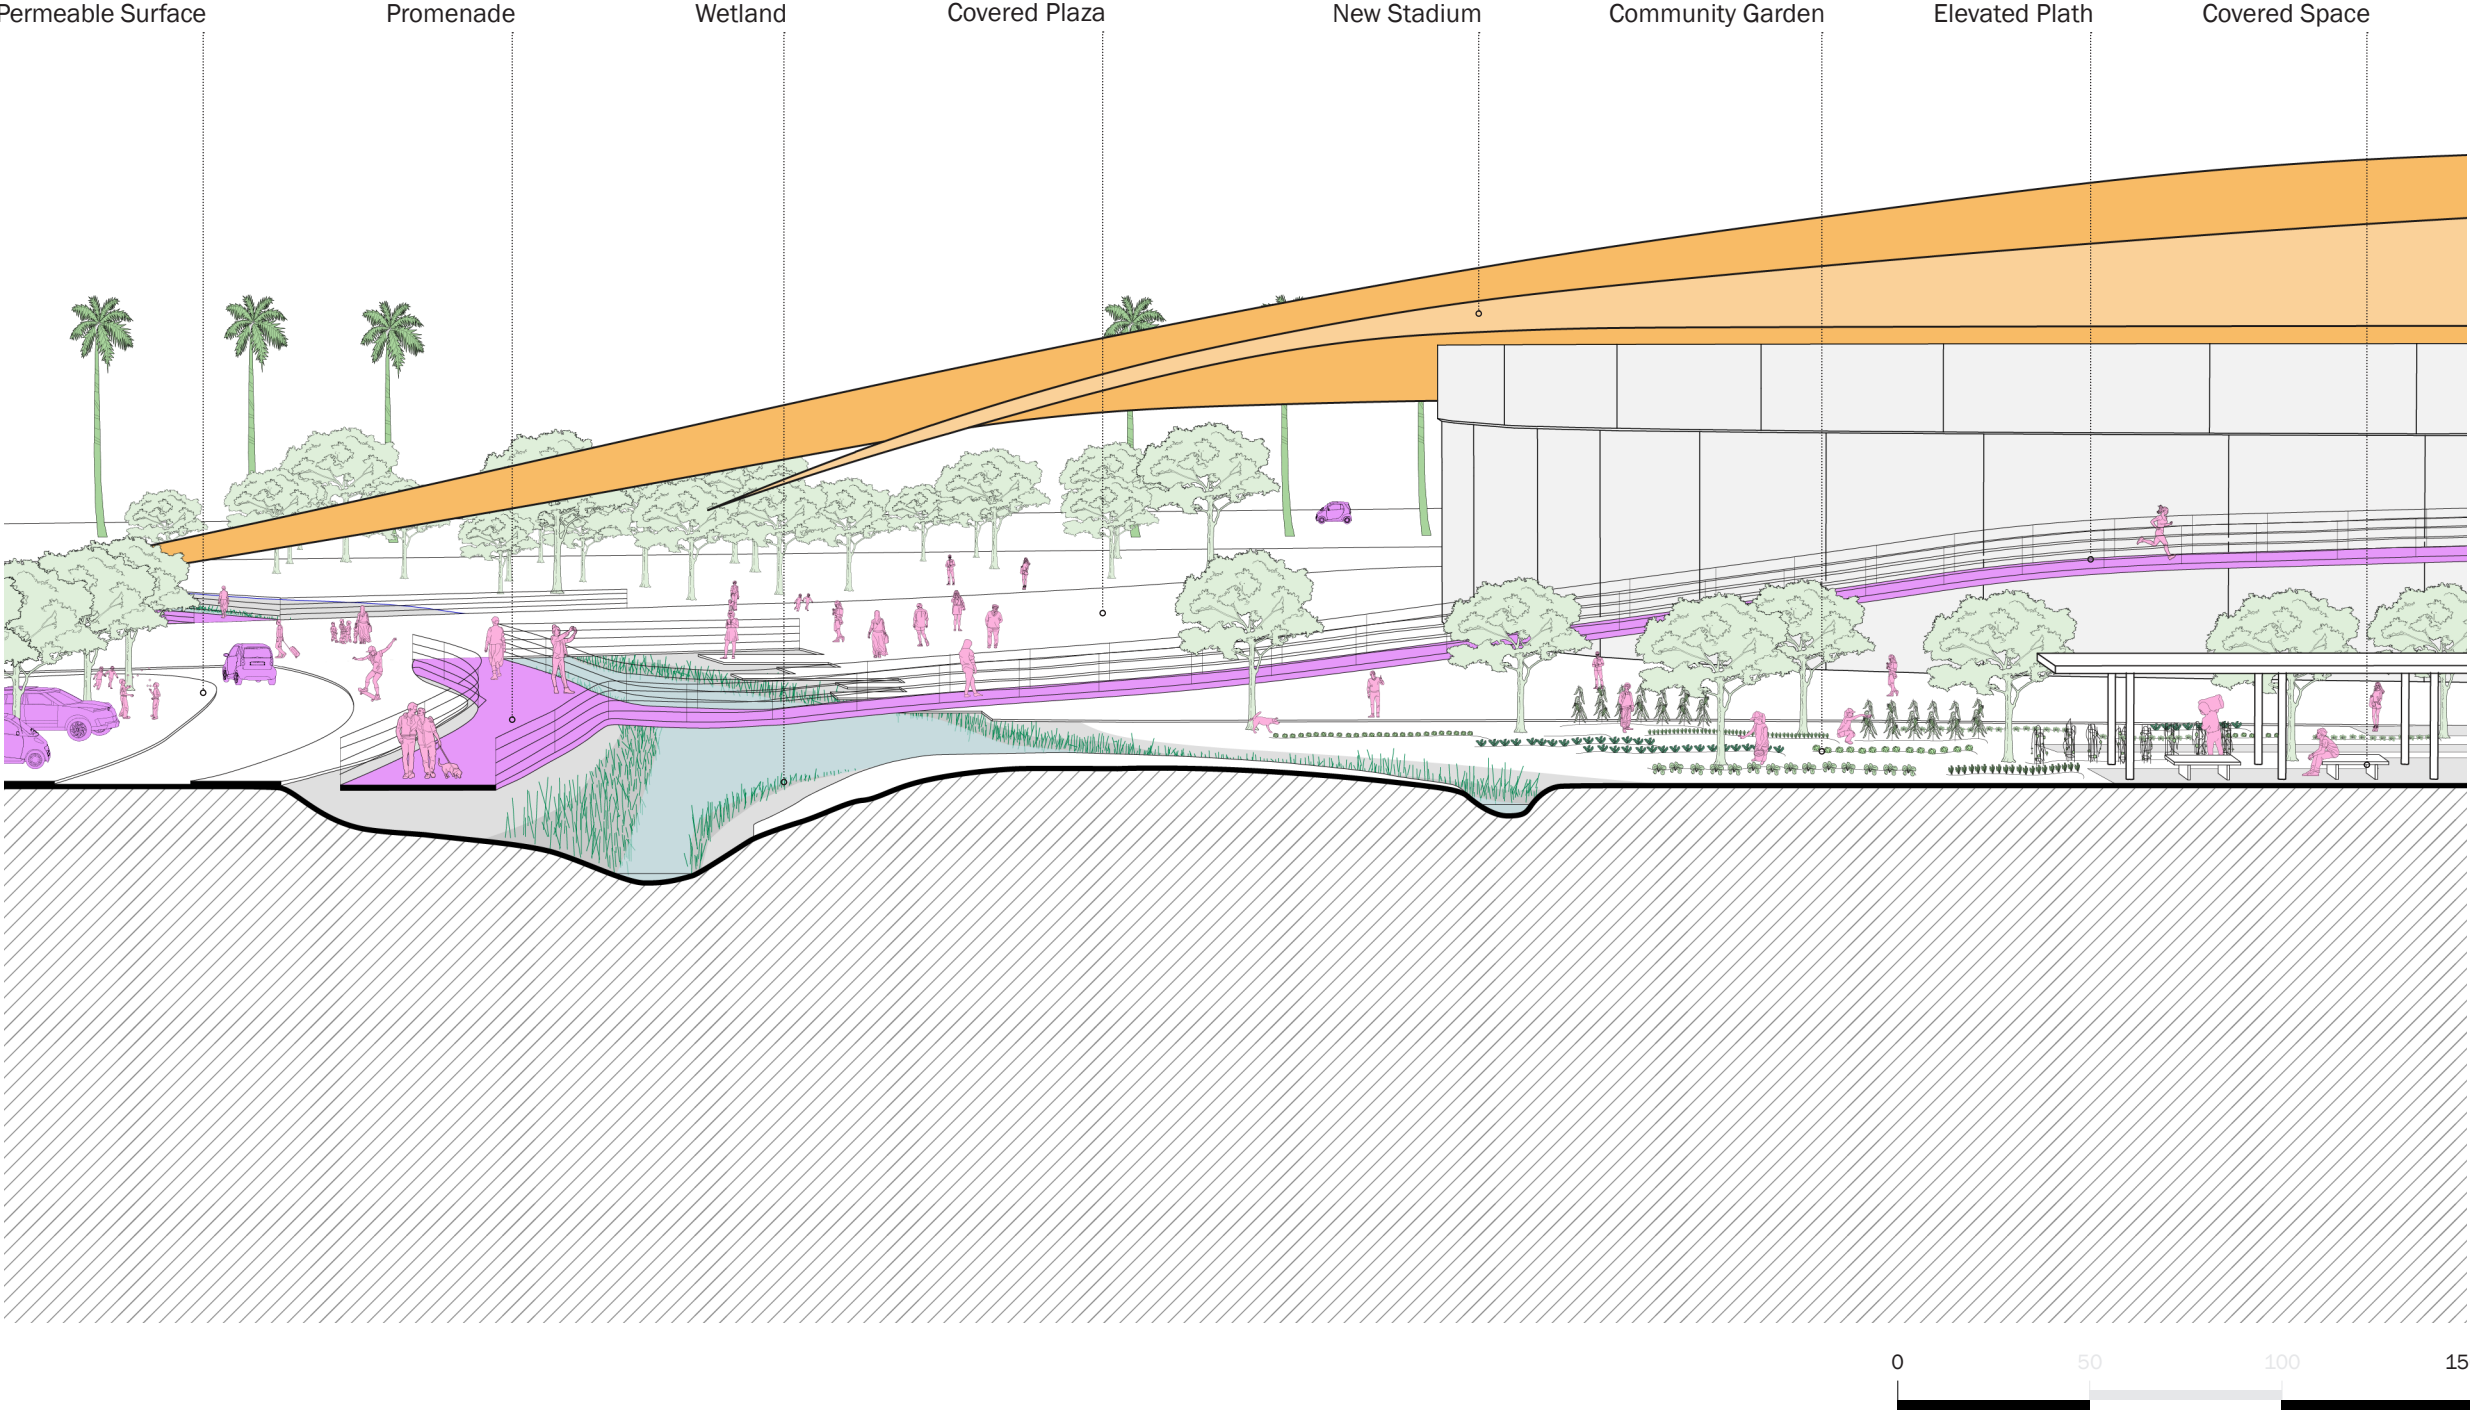 Permeable Surface
Promenade
Wetland
Covered Plaza
New Stadium
Community Garden
Elevated Plath
Covered Space
0
50
100
15